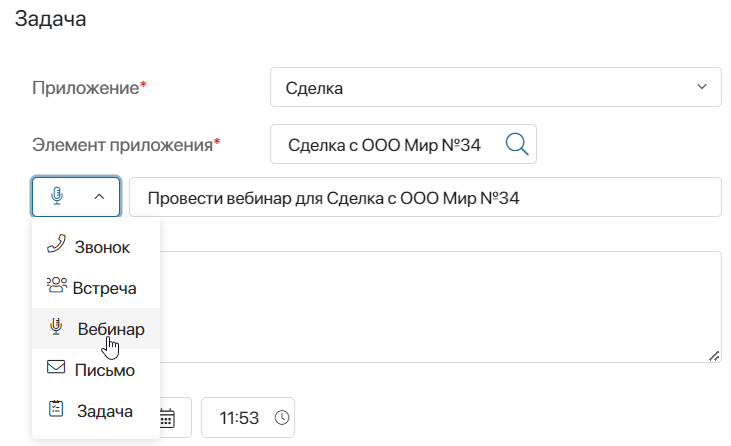 Задача
Приложение* Сделка
Элемент приложения* Сделка с ООО Мир №34
Провести вебинар для Сделка с ООО Мир №34
Звонок
Встреча
Вебинар
Письмо
Задача
11:53